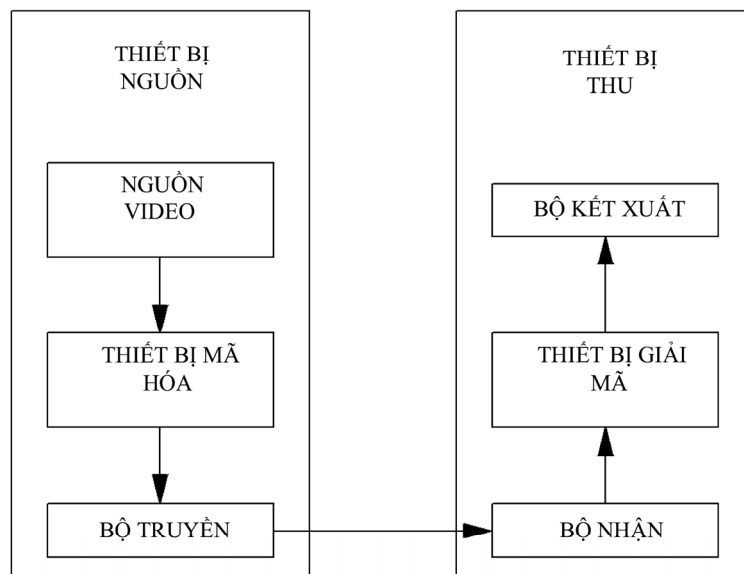 THIẾT BỊ
NGUỒN
NGUỒN
VIDEO
THIẾT BỊ MÃ
HÓA
BỘ TRUYỀN
THIẾT BỊ
THU
BỘ KẾT XUẤT
THIẾT BỊ GIẢI
MÃ
BỘ NHẬN